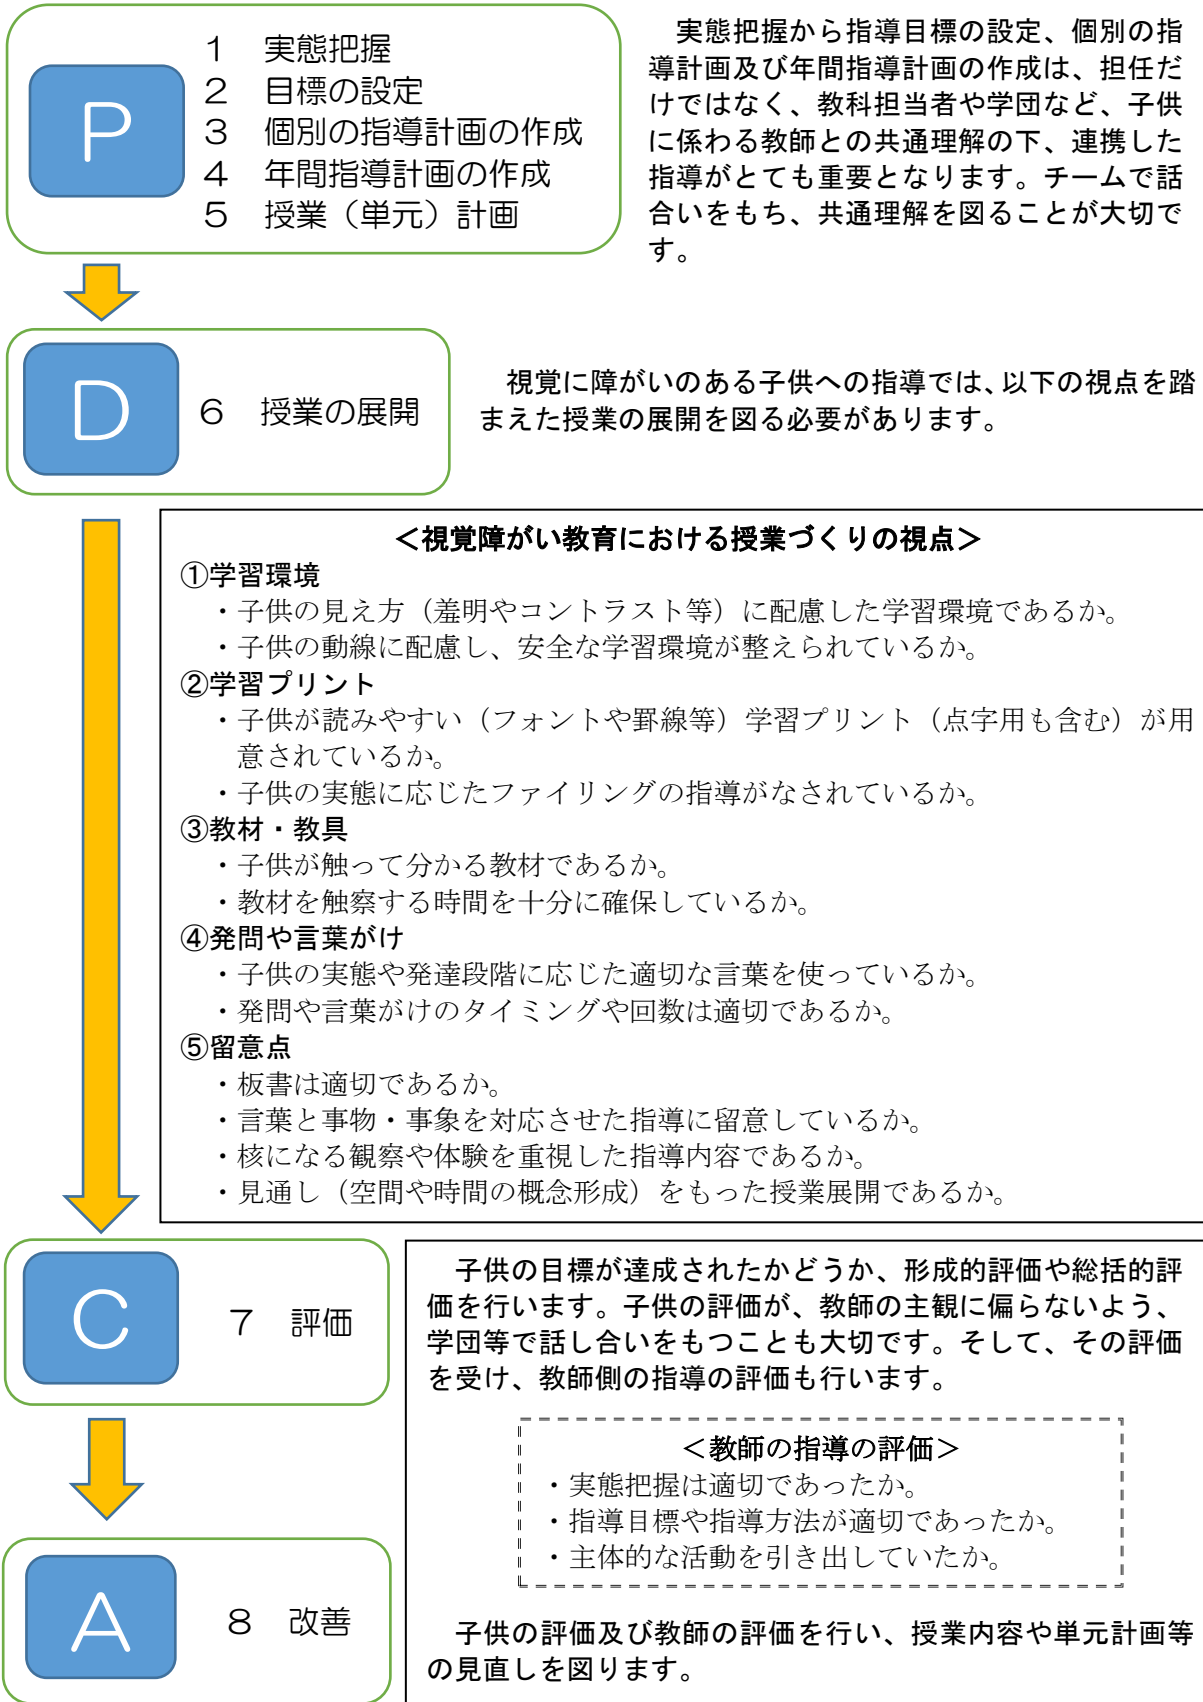 P
1　実態把握
2　目標の設定
3　個別の指導計画の作成
4　年間指導計画の作成
5　授業（単元）計画
実態把握から指導目標の設定、個別の指
導計画及び年間指導計画の作成は、担任だ
けではなく、教科担当者や学団など、子供
に係わる教師との共通理解の下、連携した
指導がとても重要となります。チームで話
合いをもち、共通理解を図ることが大切で
す。
D
6　授業の展開
視覚に障がいのある子供への指導では、以下の視点を踏
まえた授業の展開を図る必要があります。
＜視覚障がい教育における授業づくりの視点＞
①学習環境
・子供の見え方（羞明やコントラスト等）に配慮した学習環境であるか。
・子供の動線に配慮し、安全な学習環境が整えられているか。
②学習プリント
・子供が読みやすい（フォントや罫線等）学習プリント（点字用も含む）が用
意されているか。
・子供の実態に応じたファイリングの指導がなされているか。
③教材・教具
・子供が触って分かる教材であるか。
・教材を触察する時間を十分に確保しているか。
④発問や言葉がけ
・子供の実態や発達段階に応じた適切な言葉を使っているか。
・発問や言葉がけのタイミングや回数は適切であるか。
⑤留意点
・板書は適切であるか。
・言葉と事物・事象を対応させた指導に留意しているか。
・核になる観察や体験を重視した指導内容であるか。
・見通し（空間や時間の概念形成）をもった授業展開であるか。
C
7　評価
子供の目標が達成されたかどうか、形成的評価や総括的評
価を行います。子供の評価が、教師の主観に偏らないよう、
学団等で話し合いをもつことも大切です。そして、その評価
を受け、教師側の指導の評価も行います。
＜教師の指導の評価＞
・実態把握は適切であったか。
・指導目標や指導方法が適切であったか。
・主体的な活動を引き出していたか。
A
8　改善
子供の評価及び教師の評価を行い、授業内容や単元計画等
の見直しを図ります。